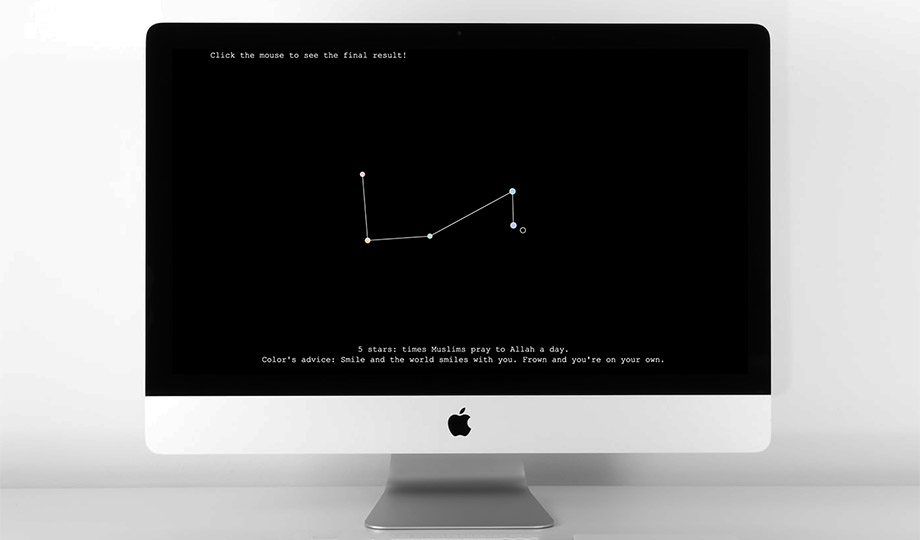 Click the mouse to see the final result!
5 stars: times Muslims pray to Allah a day.
Color's advice: Smile and the world smiles with you. Frown and you're on your own.